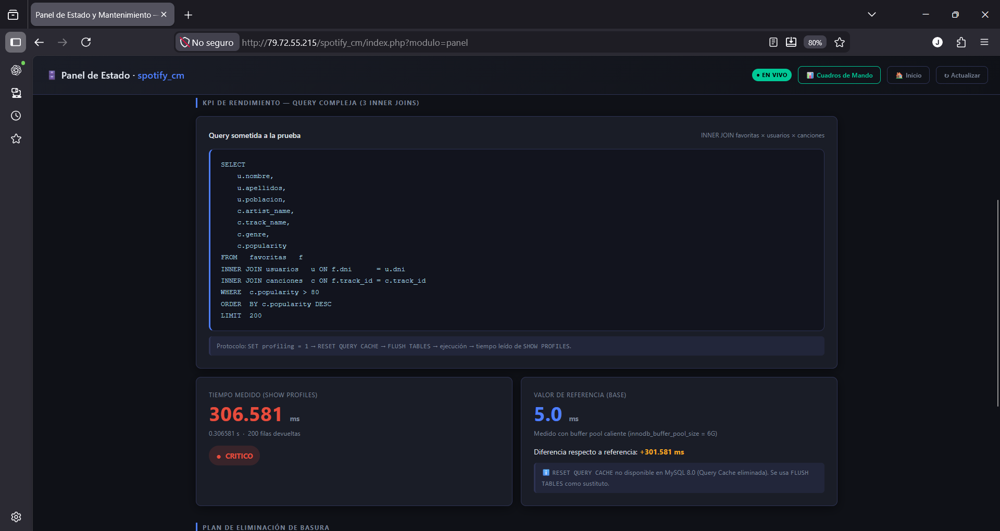 Panel de Estado y Mantenimiento —
No seguro
http://79.72.55.215/spotify_cm/index.php?modulo=panel
80%
J
Panel de Estado · spotify_cm
• EN VIVO
Cuadros de Mando
Inicio
↻ Actualizar
KPI DE RENDIMIENTO — QUERY COMPLEJA (3 INNER JOINS)
Query sometida a la prueba
INNER JOIN favoritas × usuarios × canciones
SELECT
u.nombre,
u.apellidos,
u.poblacion,
c.artist_name,
c.track_name,
c.genre,
c.popularity
FROM favoritas f
INNER JOIN usuarios u ON f.dni = u.dni
INNER JOIN canciones c ON f.track_id = c.track_id
WHERE c.popularity > 80
ORDER BY c.popularity DESC
LIMIT 200
Protocolo: SET profiling = 1 → RESET QUERY CACHE → FLUSH TABLES → ejecución → tiempo leído de SHOW PROFILES.
TIEMPO MEDIDO (SHOW PROFILES)
306.581 ms
0.306581 s · 200 filas devueltas
● CRITICO
VALOR DE REFERENCIA (BASE)
5.0 ms
Medido con buffer pool caliente (innodb_buffer_pool_size = 6G)
Diferencia respecto a referencia: +301.581 ms
ℹ️ RESET QUERY CACHE no disponible en MySQL 8.0 (Query Cache eliminada). Se usa FLUSH
TABLES como sustituto.
PLAN DE ELIMINACIÓN DE BASURA